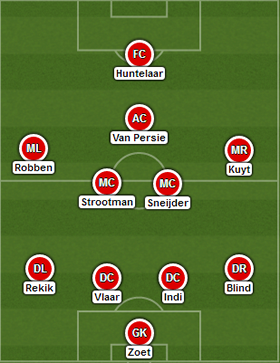 FC
Huntelaar
AC
Van Persie
ML
Robben
MR
Kuyt
MC
Strootman
MC
Sneijder
DL
Rekik
DC
Vlaar
DC
Indi
DR
Blind
GK
Zoet